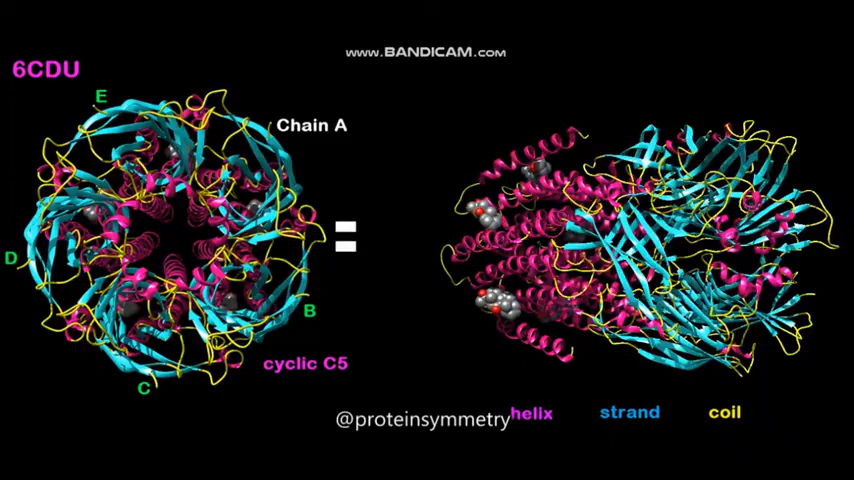 www.BANDICAM.com
6CDU
E
Chain A
D
B
cyclic C5
C
@proteinsymmetry
helix strand coil